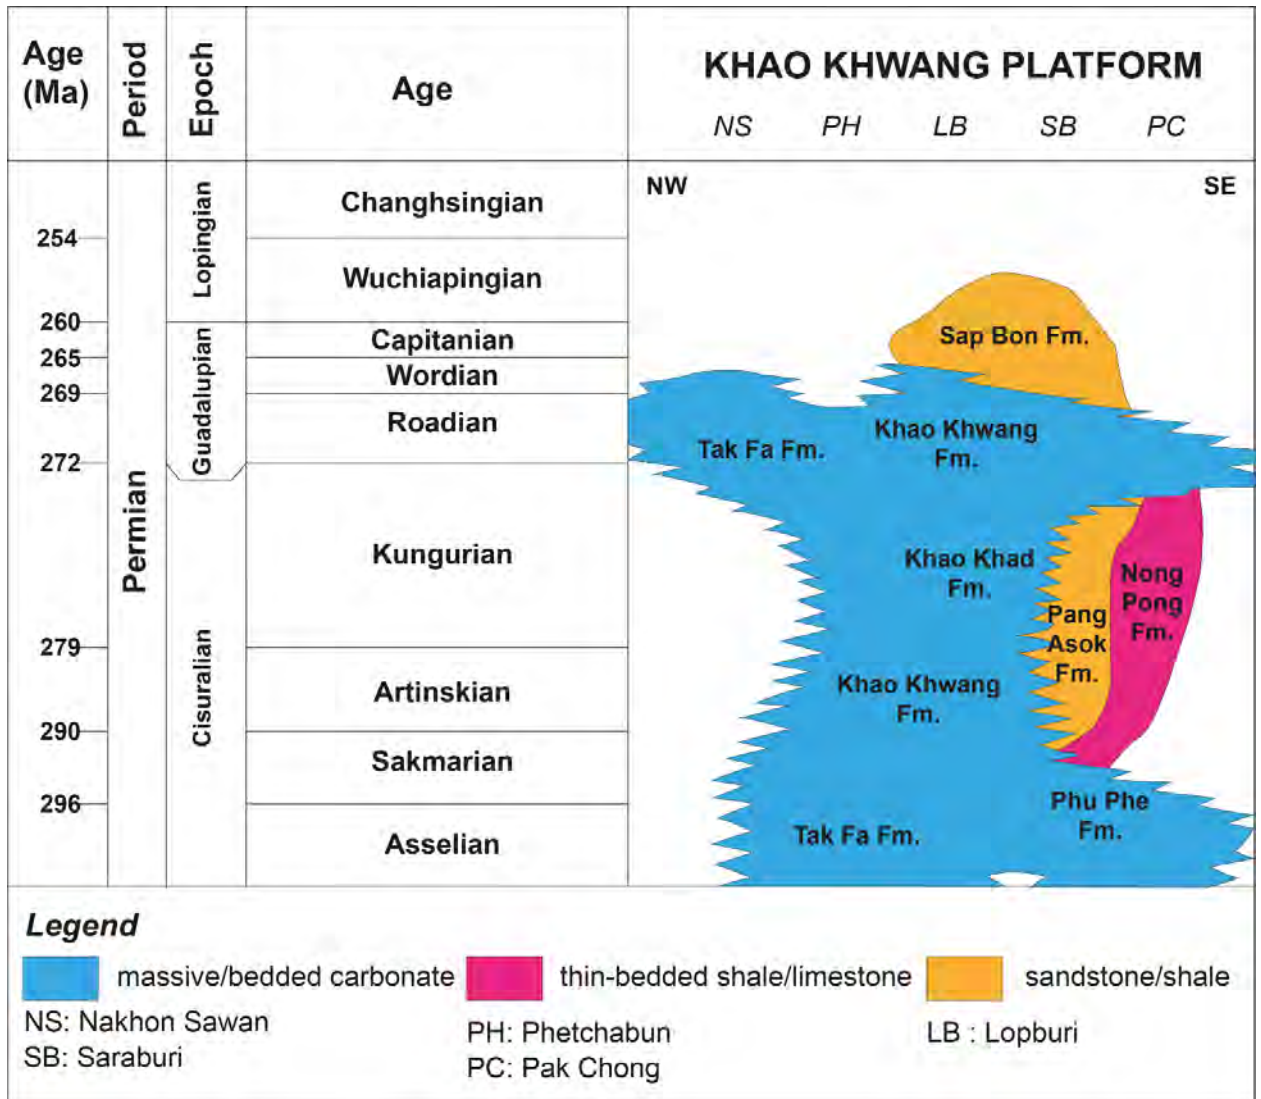 Age
(Ma)
Period
Epoch
Age
KHAO KHWANG PLATFORM
NS PH LB SB PC
NW SE
Changhsingian
254
Lopingian
Wuchiapingian
260
Capitanian
265
Wordian
269
Guadalupian
Roadian
272
Permian
Kungurian
279
Cisuralian
Artinskian
290
Sakmarian
296
Asselian
Sap Bon Fm.
Khao Khwang
Fm.
Tak Fa Fm.
Khao Khad
Fm.
Nong
Pong
Fm.
Pang
Asok
Fm.
Khao Khwang
Fm.
Phu Phe
Fm.
Tak Fa Fm.
Legend
massive/bedded carbonate
thin-bedded shale/limestone
sandstone/shale
NS: Nakhon Sawan
SB: Saraburi
PH: Phetchabun
PC: Pak Chong
LB : Lopburi